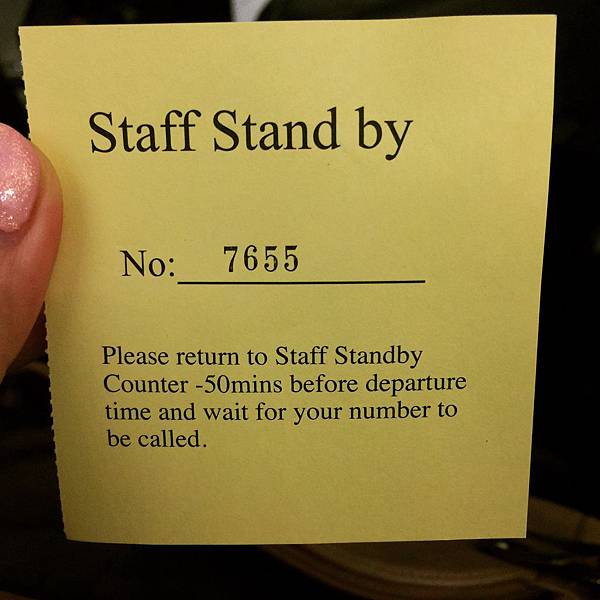 Staff Stand by
No: 7655
Please return to Staff Standby
Counter -50mins before departure
time and wait for your number to
be called.